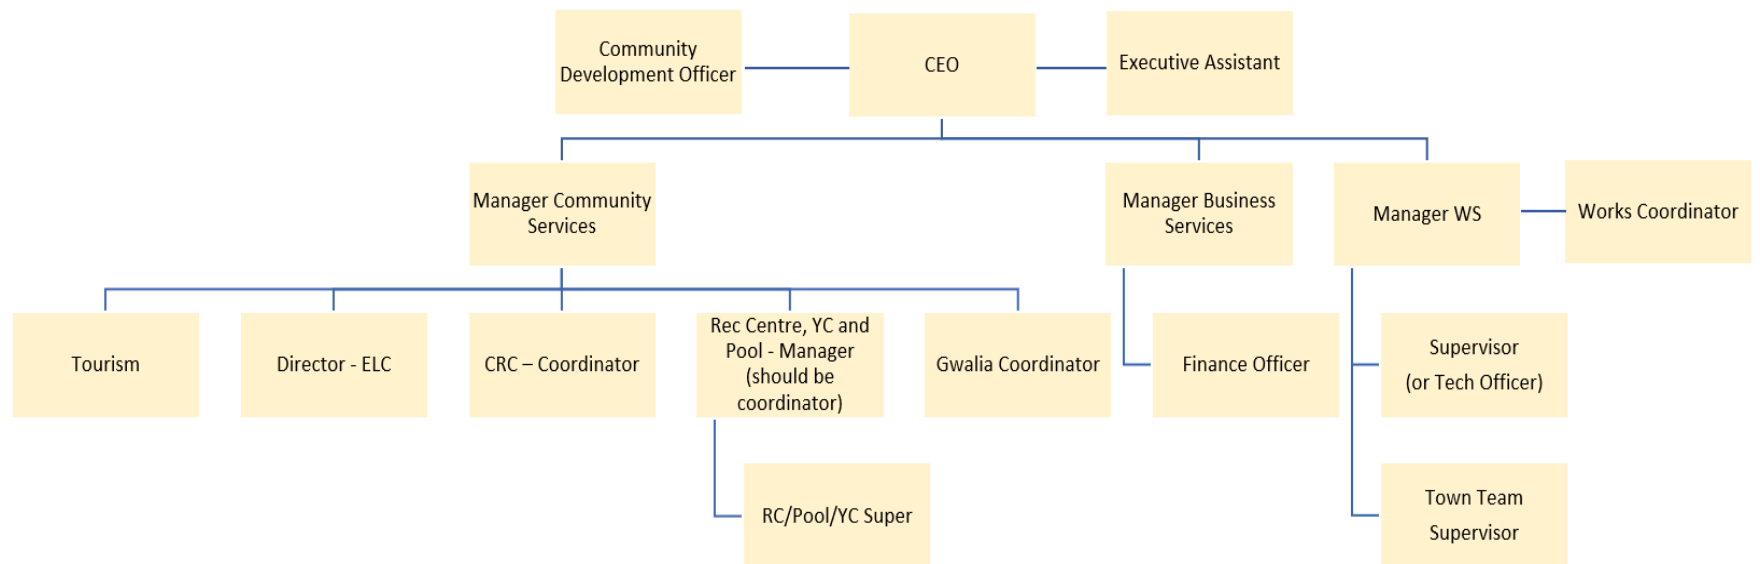 Community
Development Officer
CEO
Executive Assistant
Manager Community
Services
Manager Business
Services
Manager WS
Works Coordinator
Tourism
Director - ELC
CRC – Coordinator
Rec Centre, YC and
Pool - Manager
(should be
coordinator)
Gwalia Coordinator
Finance Officer
Supervisor
(or Tech Officer)
RC/Pool/YC Super
Town Team
Supervisor